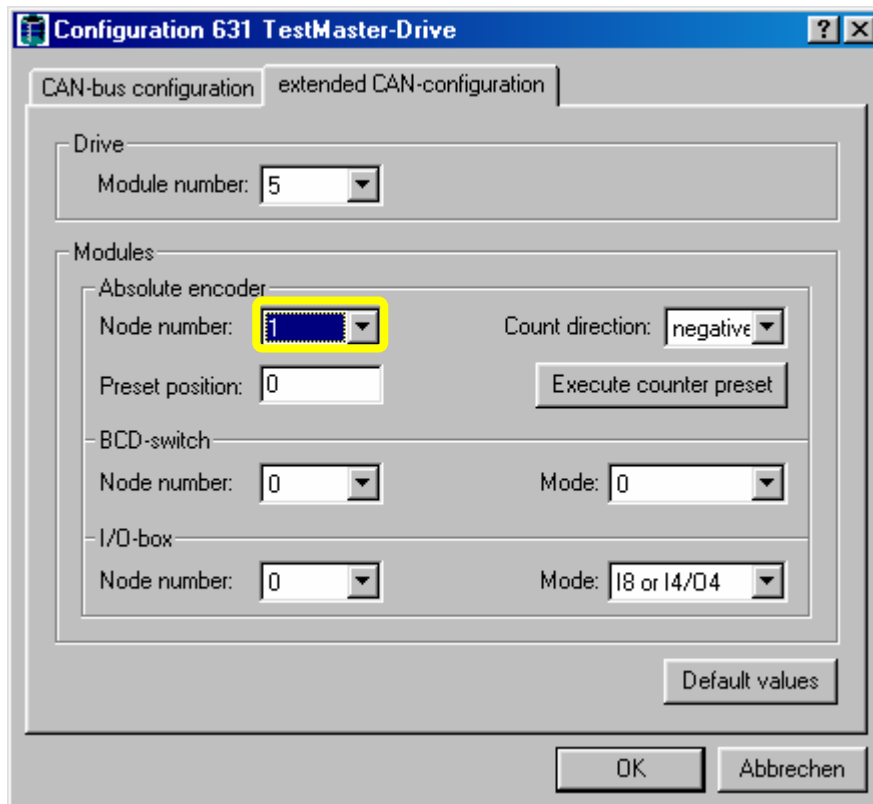 Configuration 631 TestMaster-Drive
CAN-bus configuration
extended CAN-configuration
Drive
Module number: 5
Modules
Absolute encoder
Node number: 1 Count direction: negative
Preset position: 0 Execute counter preset
BCD-switch
Node number: 0 Mode: 0
I/O-box
Node number: 0 Mode: I8 or I4/O4
Default values
OK Abbrechen